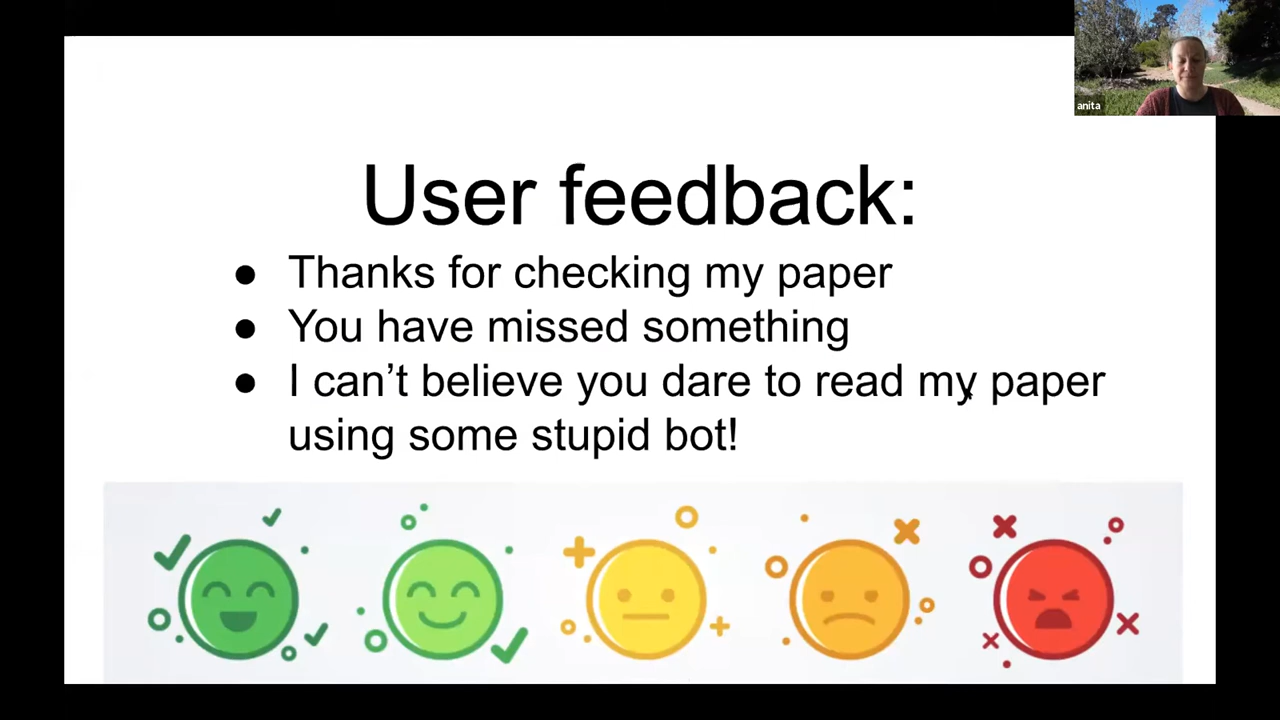 anita
User feedback:
● Thanks for checking my paper
● You have missed something
● I can’t believe you dare to read my paper
using some stupid bot!